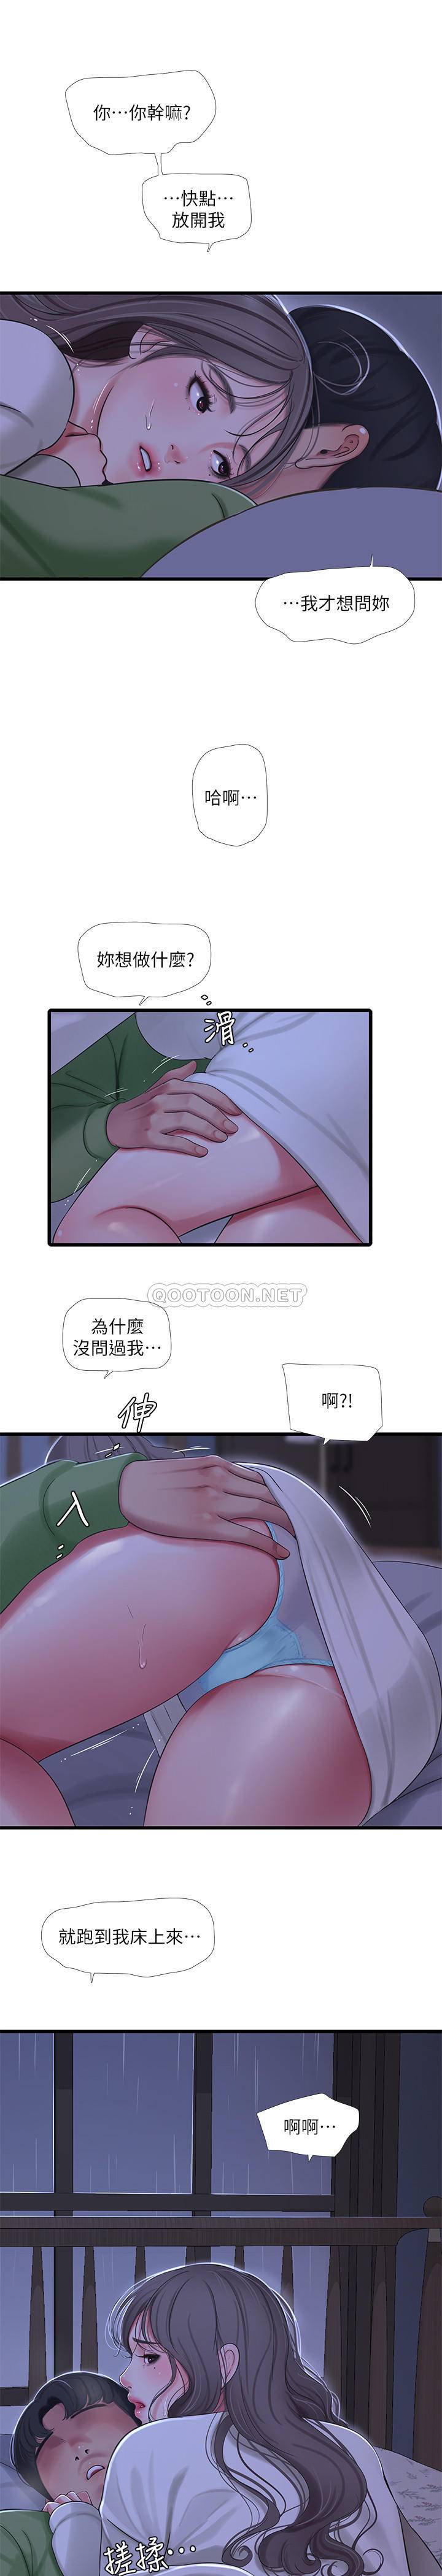 你…你幹嘛?
…快點…
放開我
…我才想問妳
哈啊…
妳想做什麼?
滑
QOOTOON.NET
為什麼
沒問過我…
伸
啊?!
入
就跑到我床上來…
啊啊…
搓揉…